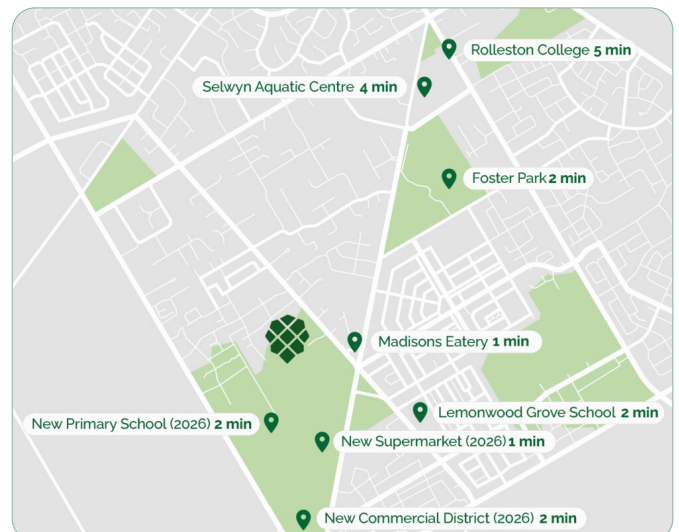 Rolleston College 5 min
Selwyn Aquatic Centre 4 min
Foster Park 2 min
Madisons Eatery 1 min
Lemonwood Grove School 2 min
New Primary School (2026) 2 min
New Supermarket (2026) 1 min
New Commercial District (2026) 2 min